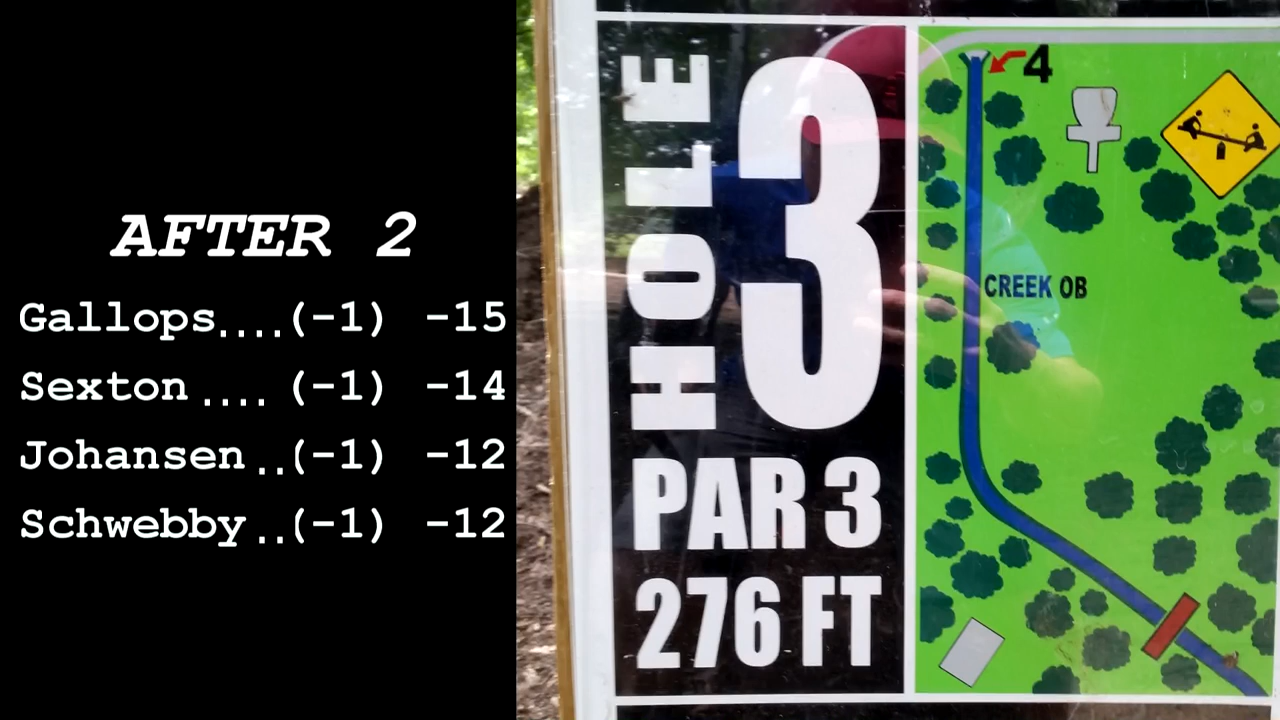 AFTER 2
Gallops....(-1) -15
Sexton ....(-1) -14
Johansen ..(-1) -12
Schwebby ..(-1) -12
HOLE
3
PAR 3
276 FT
4
CREEK OB